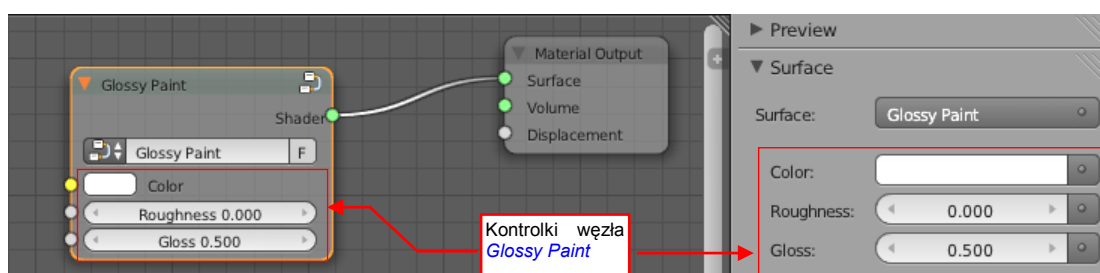 Glossy Paint
Shader
Glossy Paint F
Color
Roughness 0.000
Gloss 0.500
Material Output
Surface
Volume
Displacement
Kontrolki węzła
Glossy Paint
Preview
Surface
Surface: Glossy Paint
Color:
Roughness: 0.000
Gloss: 0.500